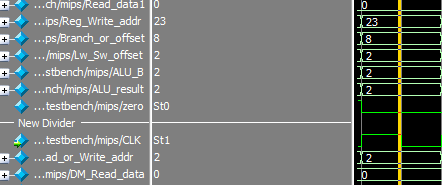 ...ch/mips/Read_data1 0 0
...ips/Reg_Write_addr 23 23
...ps/Branch_or_offset 8 8
.../mips/Lw_Sw_offset 2 2
...stbench/mips/ALU_B 2 2
...nch/mips/ALU_result 2 2
...testbench/mips/zero St0
New Divider
...testbench/mips/CLK St1
...ad_or_Write_addr 2 2
...mips/DM_Read_data 0 0